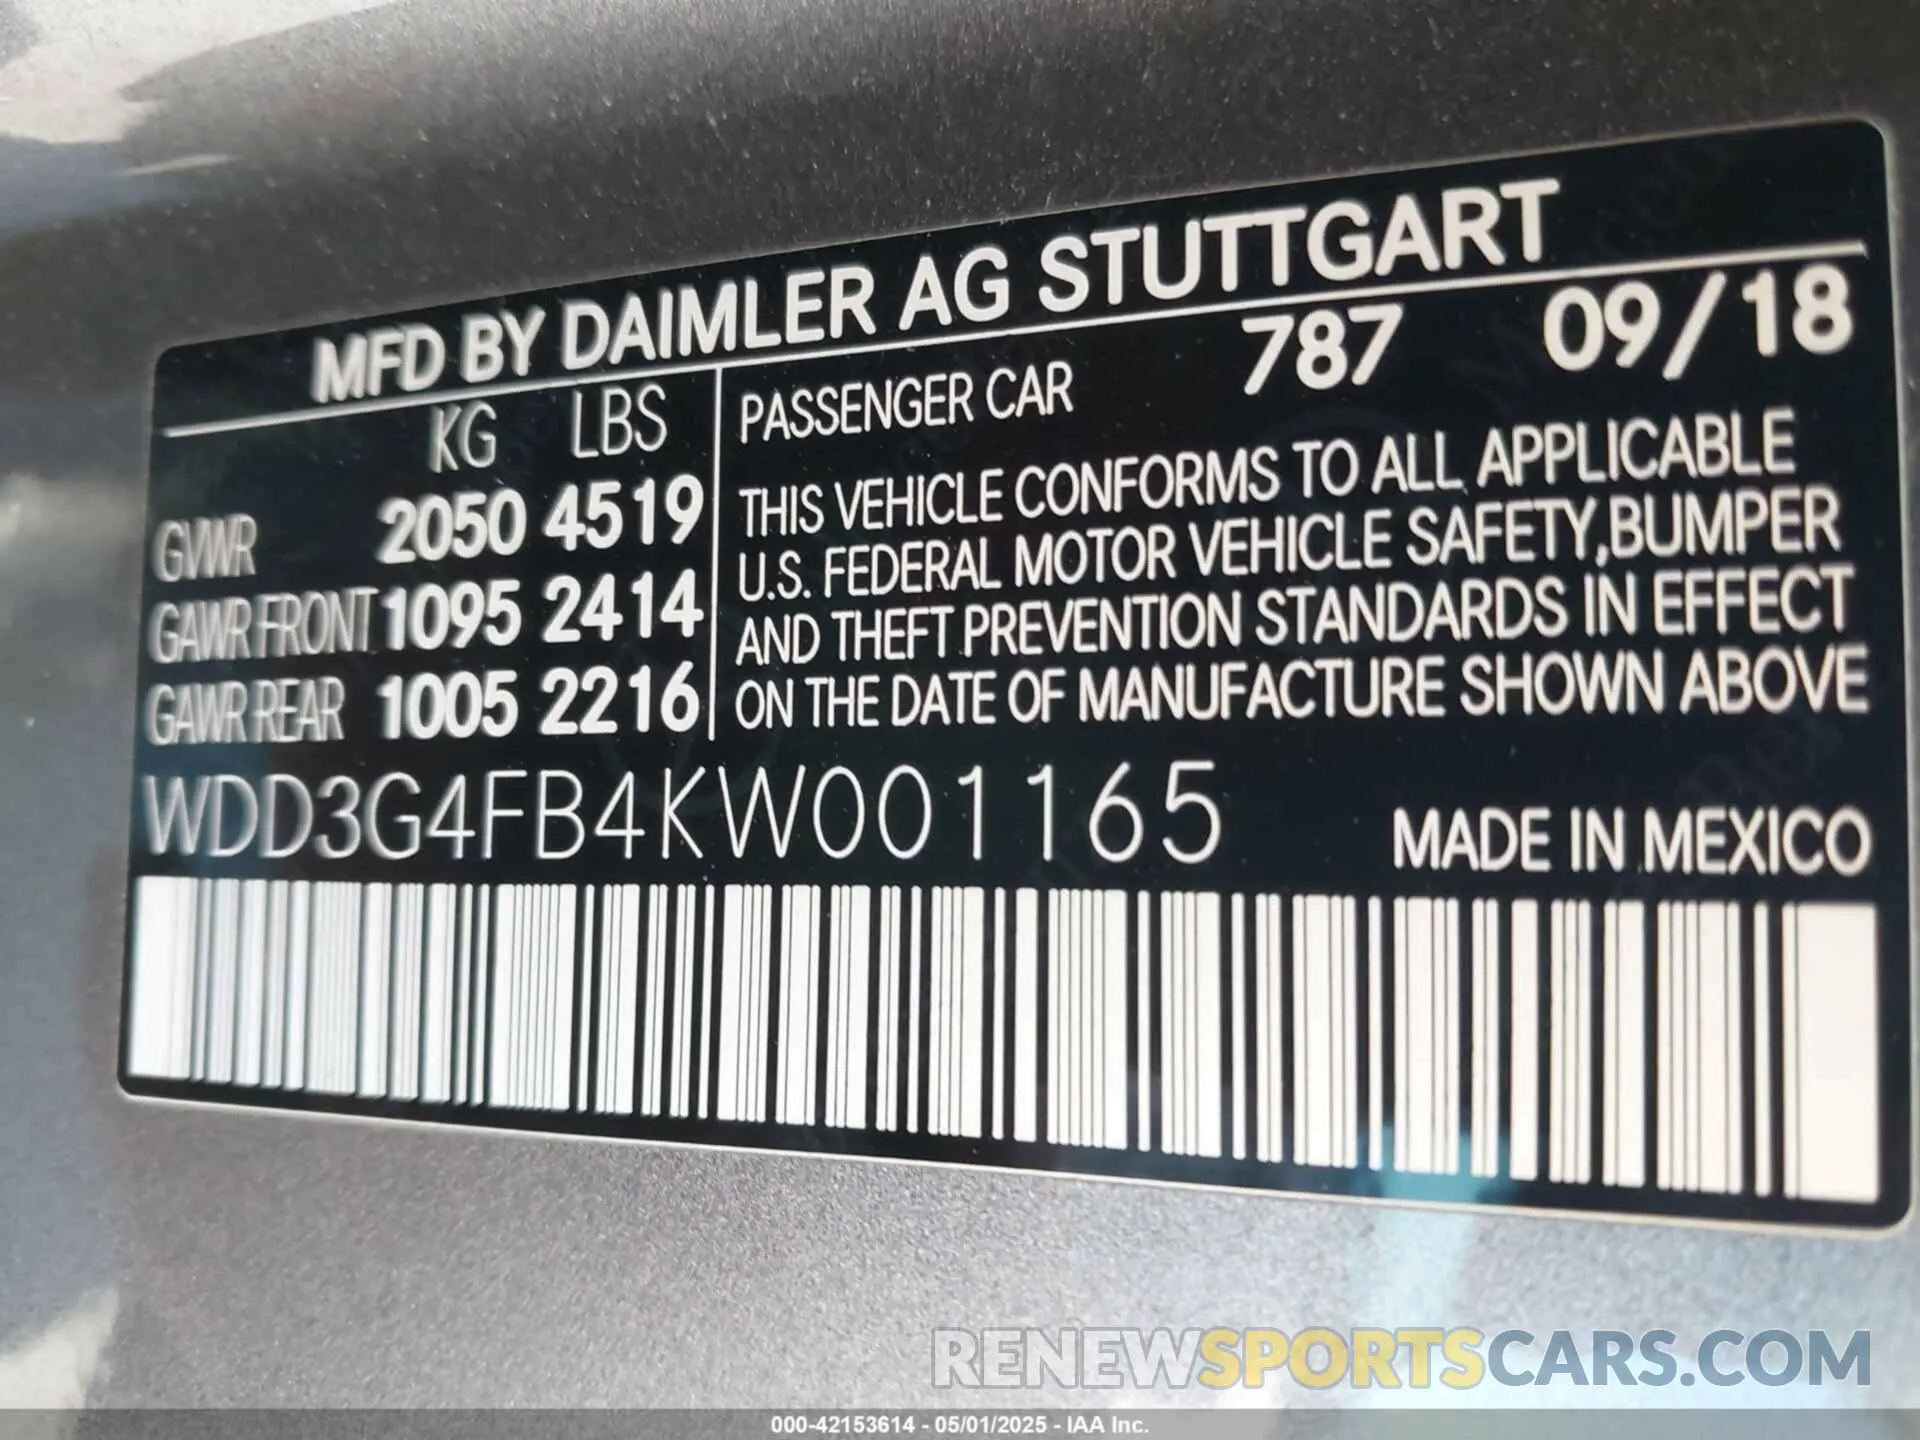 MFD BY DAIMLER AG STUTTGART
KG LBS
GVWR 2050 4519
GAWR FRONT 1095 2414
GAWR REAR 1005 2216
PASSENGER CAR 787 09/18
THIS VEHICLE CONFORMS TO ALL APPLICABLE
U.S. FEDERAL MOTOR VEHICLE SAFETY,BUMPER
AND THEFT PREVENTION STANDARDS IN EFFECT
ON THE DATE OF MANUFACTURE SHOWN ABOVE
WDD3G4FB4KW001165
MADE IN MEXICO
RENEWSPORTSCARS.COM
000-42153614 - 05/01/2025 - IAA Inc.